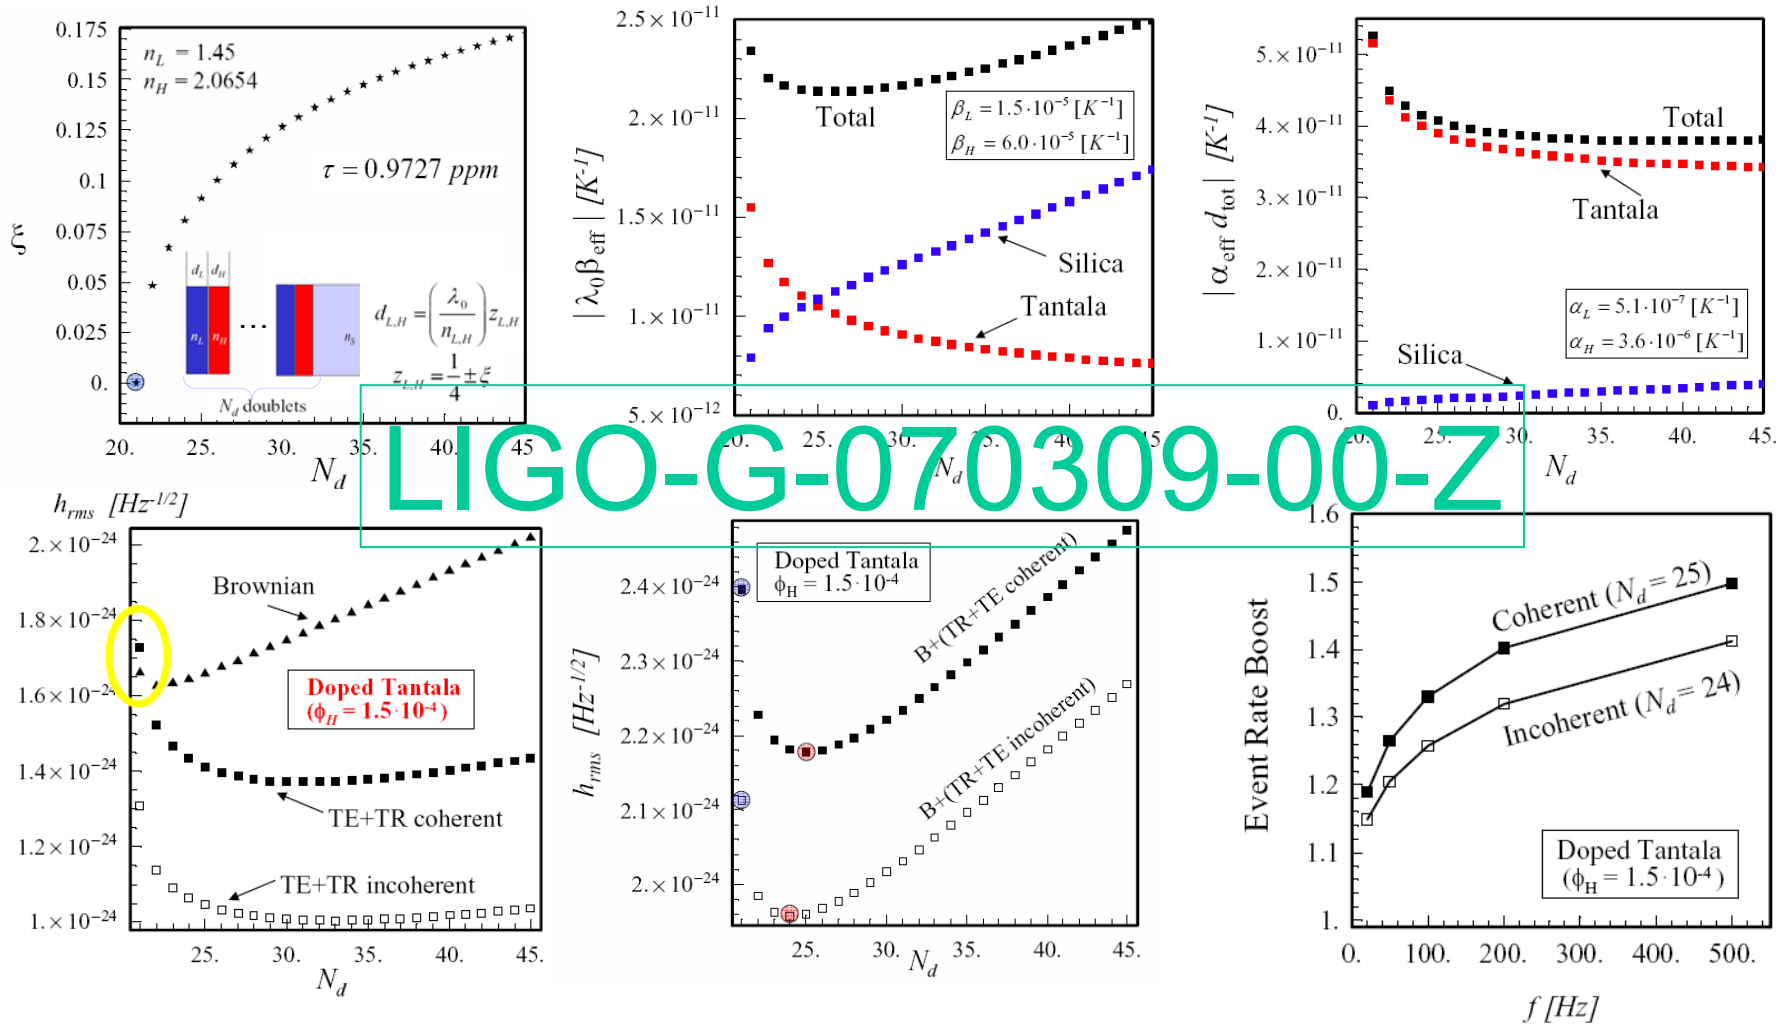 0.175
0.15
0.125
0.1
0.075
0.05
0.025
0.
ξ
n_L = 1.45
n_H = 2.0654
τ = 0.9727 ppm
d_L d_H
n_L n_H ... n_S
d_{L,H} = (λ_0 / n_{L,H}) z_{L,H}
z_{L,H} = 1/4 ± ξ
N_d doublets
20. 25. 30. 35. 40. 45.
N_d
2.5 × 10^-11
2. × 10^-11
1.5 × 10^-11
1. × 10^-11
5. × 10^-12
|λ_0 β_eff| [K^-1]
Total
β_L = 1.5·10^-5 [K^-1]
β_H = 6.0·10^-5 [K^-1]
Silica
Tantala
20. 25. 30. 35. 40. 45.
N_d
5. × 10^-11
4. × 10^-11
3. × 10^-11
2. × 10^-11
1. × 10^-11
0.
|α_eff d_tot| [K^-1]
Total
Tantala
α_L = 5.1·10^-7 [K^-1]
α_H = 3.6·10^-6 [K^-1]
Silica
20. 25. 30. 35. 40. 45.
N_d
LIGO-G-070309-00-Z
h_rms [Hz^-1/2]
2. × 10^-24
1.8 × 10^-24
1.6 × 10^-24
1.4 × 10^-24
1.2 × 10^-24
1. × 10^-24
Brownian
Doped Tantala
(ϕ_H = 1.5·10^-4)
TE+TR coherent
TE+TR incoherent
25. 30. 35. 40. 45.
N_d
h_rms [Hz^-1/2]
2.4 × 10^-24
2.3 × 10^-24
2.2 × 10^-24
2.1 × 10^-24
2. × 10^-24
Doped Tantala
ϕ_H = 1.5·10^-4
B+(TR+TE coherent)
B+(TR+TE incoherent)
25. 30. 35. 40. 45.
N_d
Event Rate Boost
1.6
1.5
1.4
1.3
1.2
1.1
1.
Coherent (N_d = 25)
Incoherent (N_d = 24)
Doped Tantala
(ϕ_H = 1.5·10^-4)
0. 100. 200. 300. 400. 500.
f [Hz]